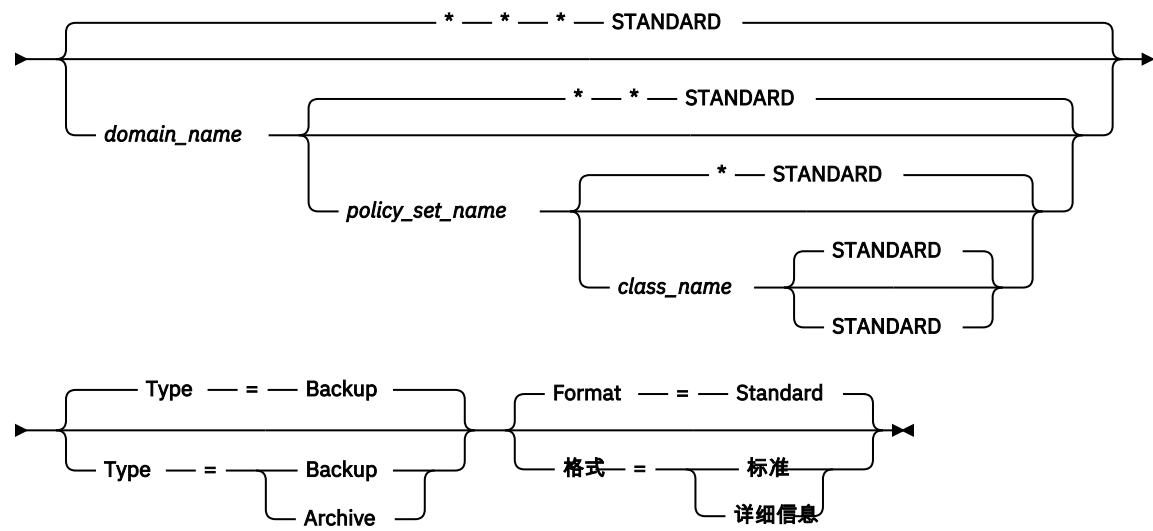 * * * STANDARD
* * STANDARD
domain_name
* STANDARD
policy_set_name
STANDARD
class_name
STANDARD
Type = Backup Format = Standard
Type = Backup 格式 = 标准
Archive 详细信息